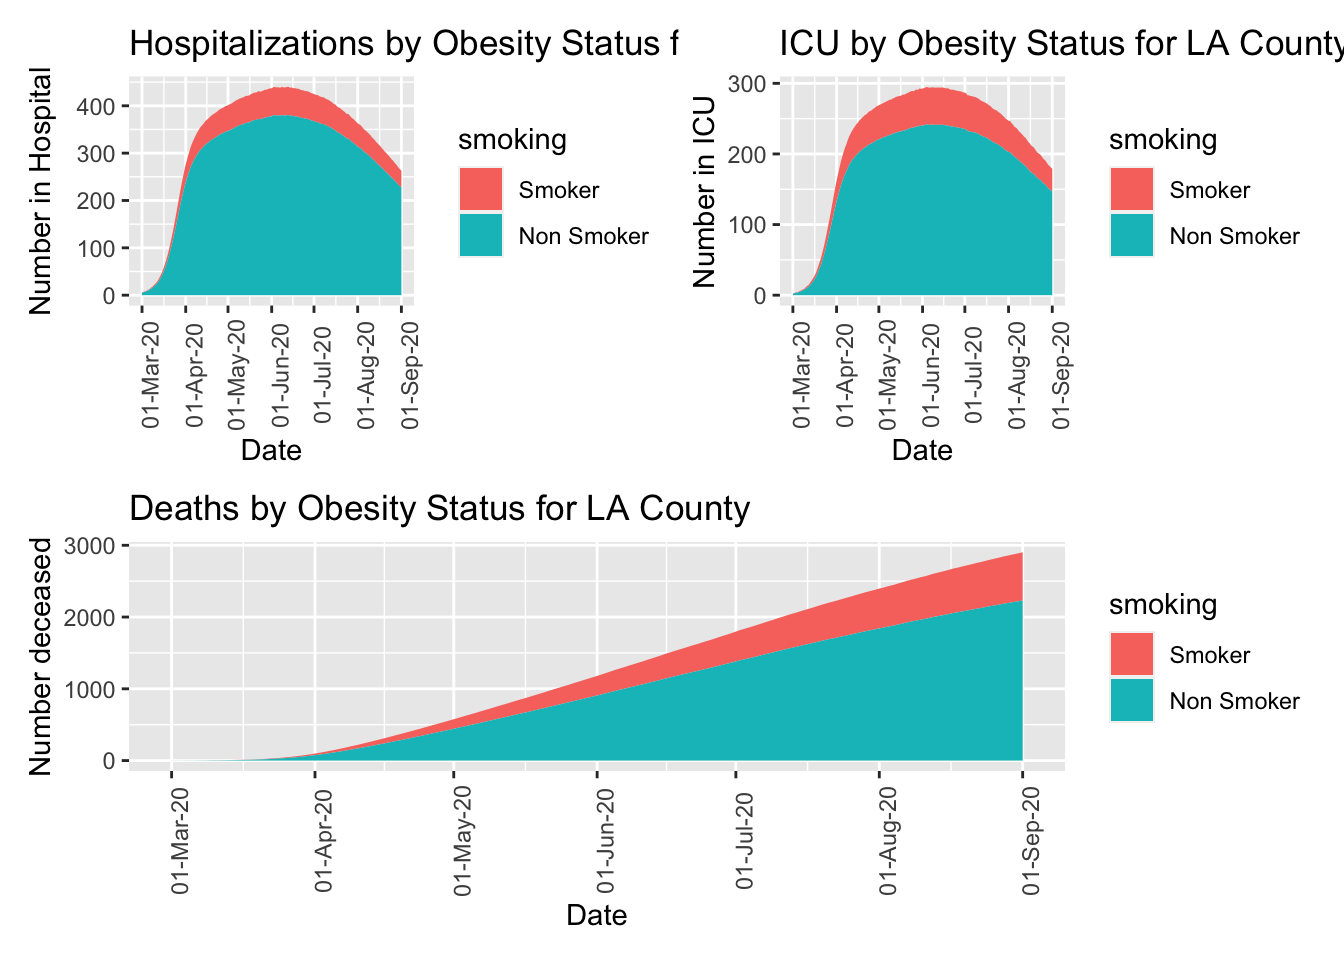 Hospitalizations by Obesity Status f
Number in Hospital
400
300
200
100
0
01-Mar-20
01-Apr-20
01-May-20
01-Jun-20
01-Jul-20
01-Aug-20
01-Sep-20
Date
smoking
Smoker
Non Smoker
ICU by Obesity Status for LA County
Number in ICU
300
200
100
0
01-Mar-20
01-Apr-20
01-May-20
01-Jun-20
01-Jul-20
01-Aug-20
01-Sep-20
Date
smoking
Smoker
Non Smoker
Deaths by Obesity Status for LA County
Number deceased
3000
2000
1000
0
01-Mar-20
01-Apr-20
01-May-20
01-Jun-20
01-Jul-20
01-Aug-20
01-Sep-20
Date
smoking
Smoker
Non Smoker